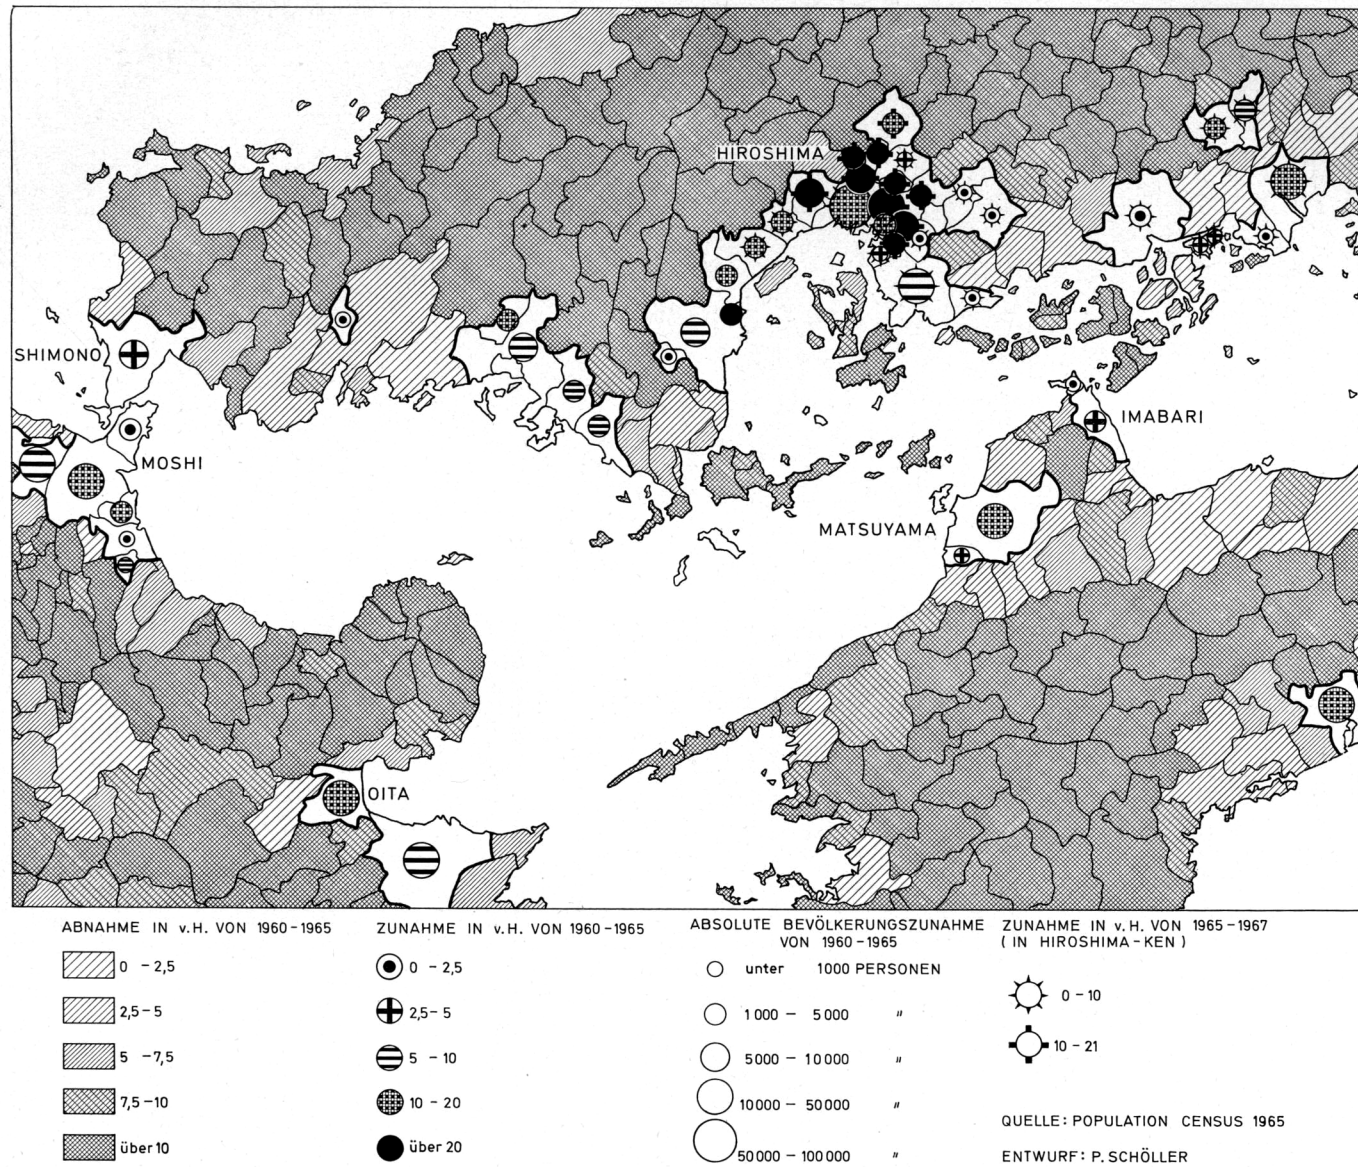 HIROSHIMA
SHIMONO
MOSHI
IMABARI
MATSUYAMA
OITA
ABNAHME IN v.H. VON 1960-1965
0 - 2,5
2,5 - 5
5 - 7,5
7,5 - 10
über 10
ZUNAHME IN v.H. VON 1960-1965
0 - 2,5
2,5 - 5
5 - 10
10 - 20
über 20
ABSOLUTE BEVÖLKERUNGSZUNAHME
VON 1960-1965
unter 1000 PERSONEN
1000 - 5000 "
5000 - 10000 "
10000 - 50000 "
50000 - 100000 "
ZUNAHME IN v.H. VON 1965-1967
(IN HIROSHIMA-KEN)
0 - 10
10 - 21
QUELLE: POPULATION CENSUS 1965
ENTWURF: P. SCHÖLLER